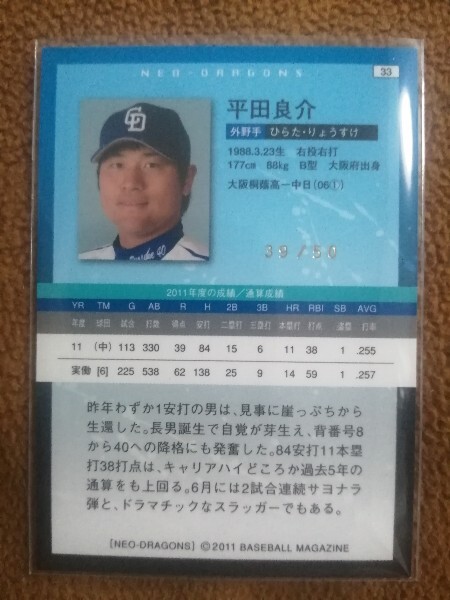 NEO-DRAGONS
33
CD
平田良介
外野手 ひらた・りょうすけ
1988.3.23生 右投右打
177cm 88kg B型 大阪府出身
大阪桐蔭高ー中日(06①)
39/50
2011年度の成績／通算成績
YR TM G AB R H 2B 3B HR RBI SB AVG
年度 球団 試合 打数 得点 安打 二塁打 三塁打 本塁打 打点 盗塁 打率
11 (中) 113 330 39 84 15 6 11 38 1 .255
実働 [6] 225 538 62 138 25 9 14 59 1 .257
昨年わずか1安打の男は、見事に崖っぷちから
生還した。長男誕生で自覚が芽生え、背番号8
から40への降格にも発奮した。84安打11本塁
打38打点は、キャリアハイどころか過去5年の
通算をも上回る。6月には2試合連続サヨナラ
弾と、ドラマチックなスラッガーでもある。
[NEO-DRAGONS] ©2011 BASEBALL MAGAZINE